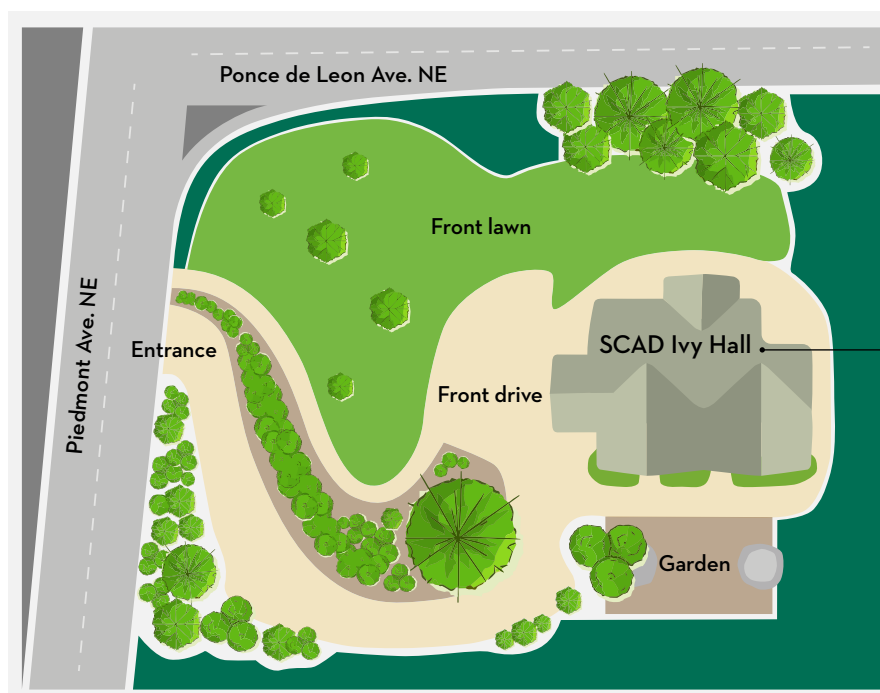 Ponce de Leon Ave. NE
Front lawn
Piedmont Ave. NE
Entrance
SCAD Ivy Hall
Front drive
Garden